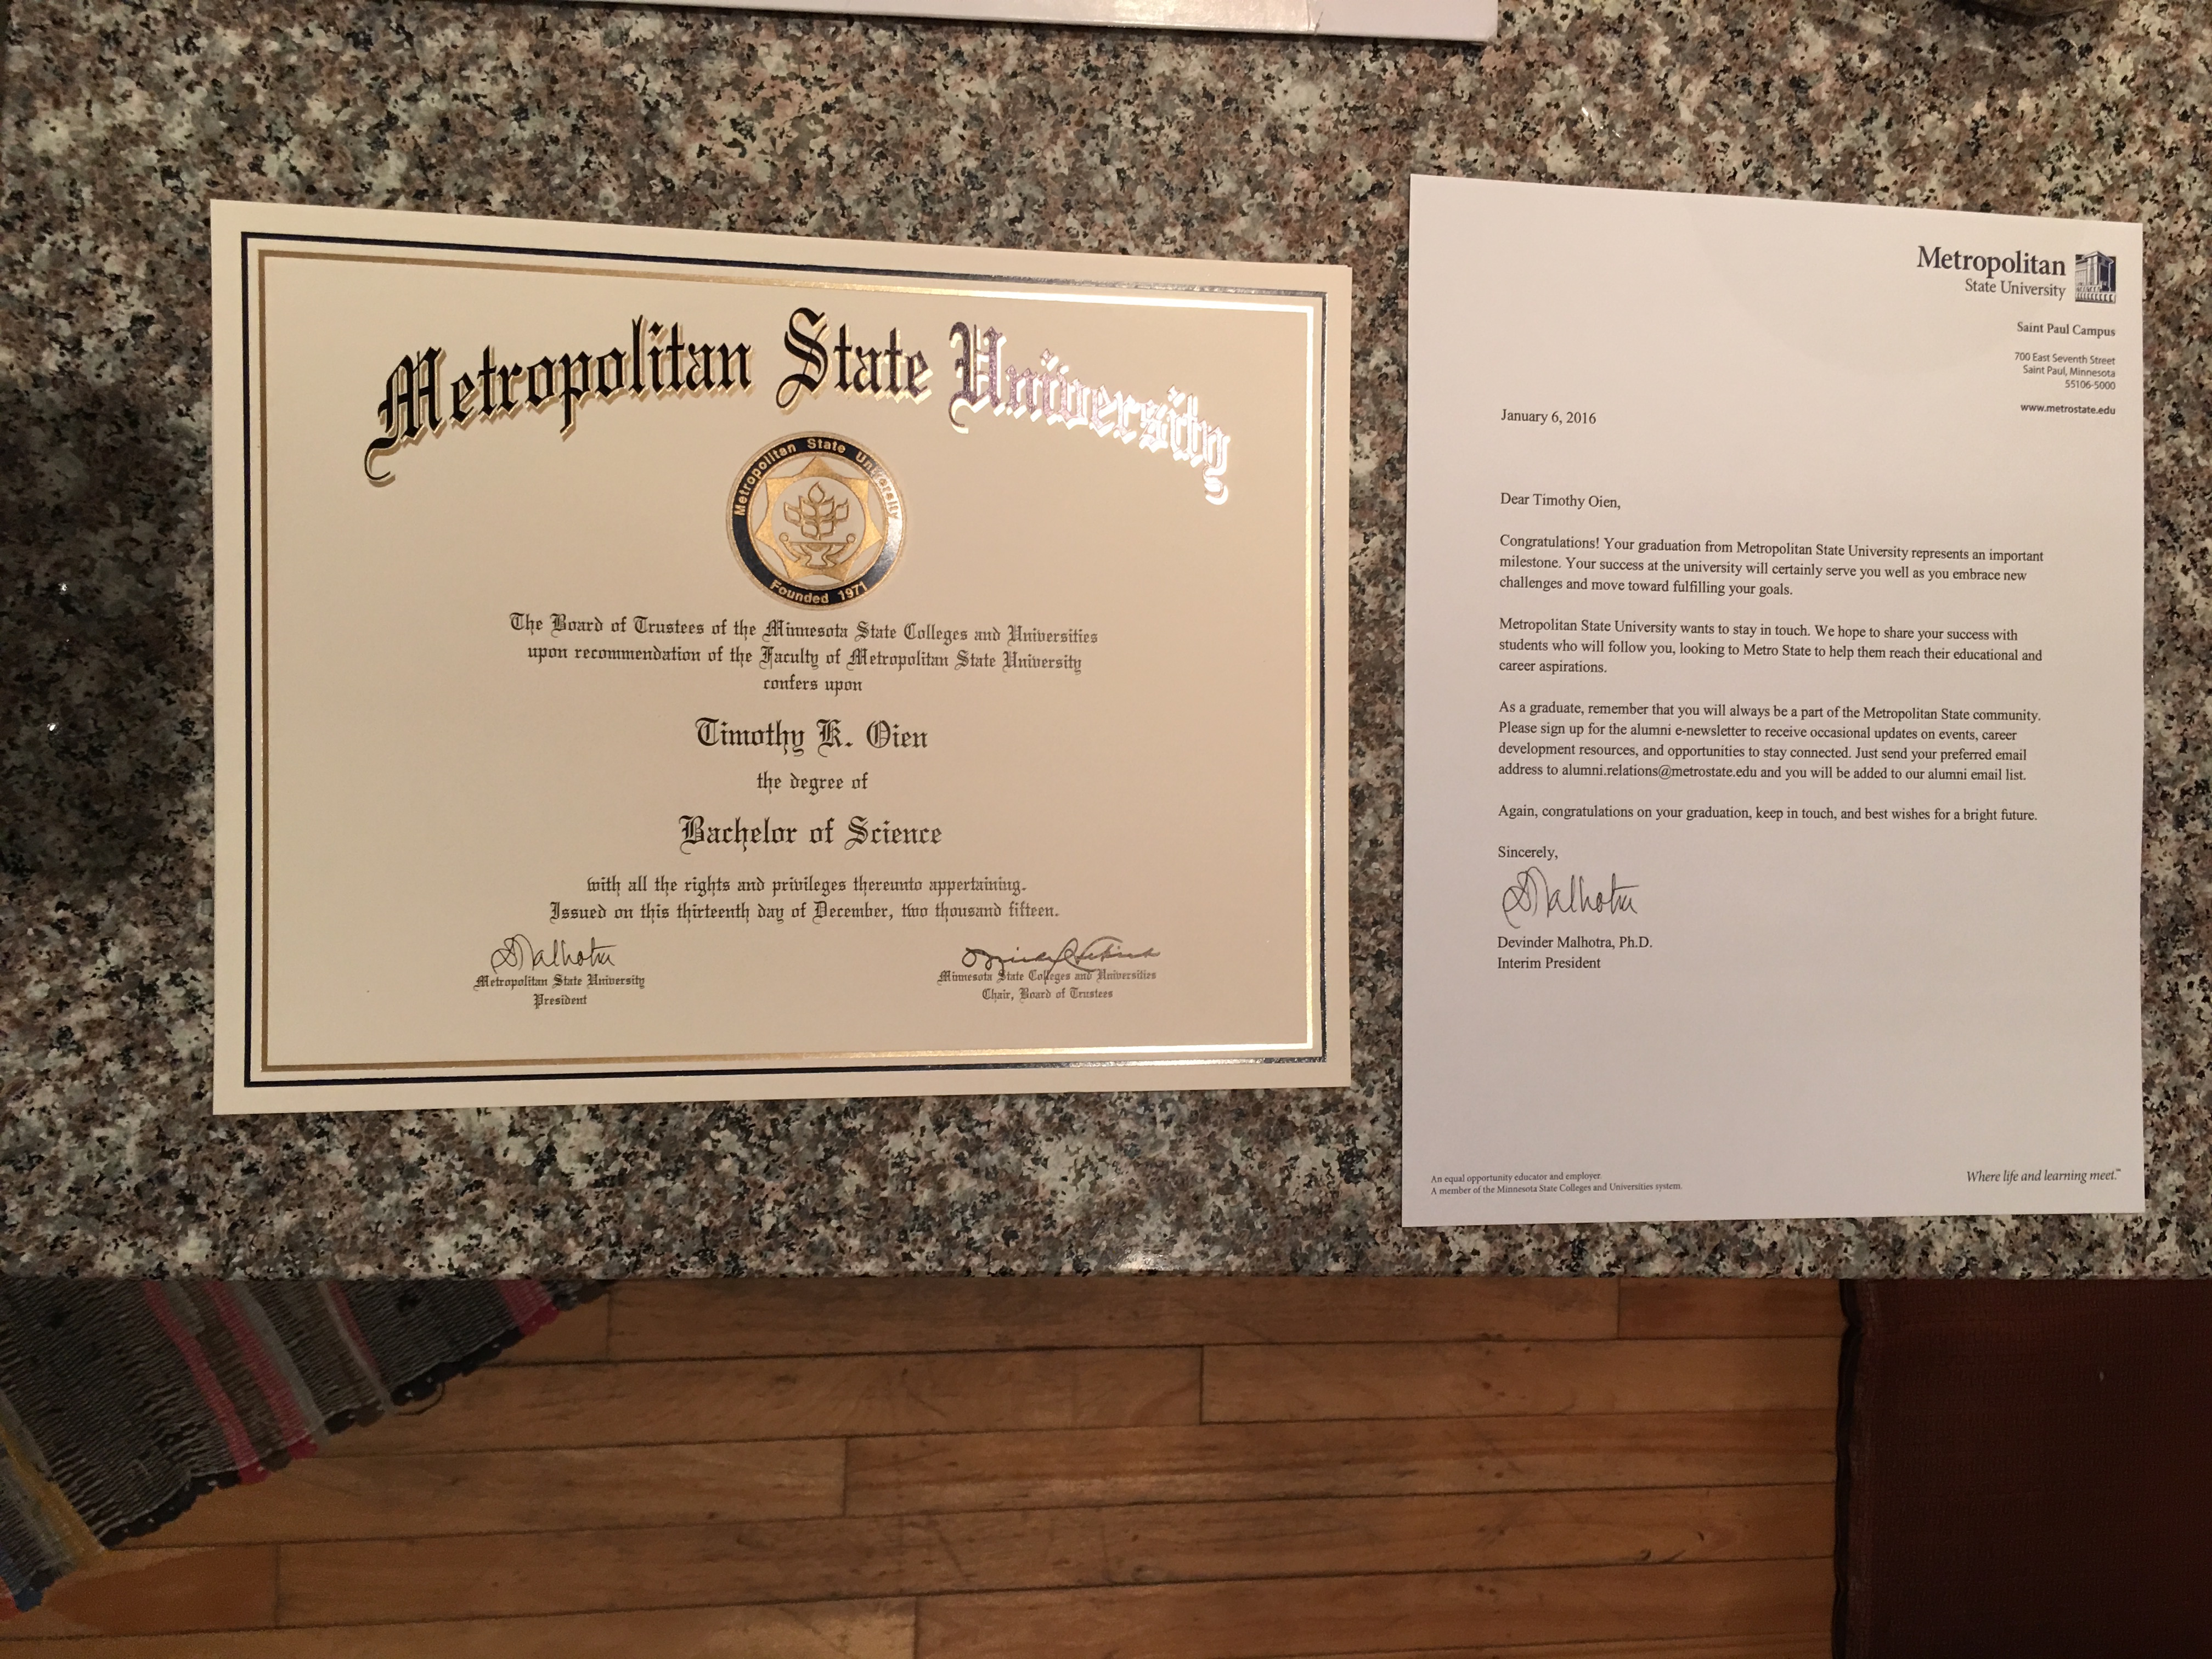 Metropolitan State University
Metropolitan State University
Founded 1971
The Board of Trustees of the Minnesota State Colleges and Universities
upon recommendation of the Faculty of Metropolitan State University
confers upon
Timothy K. Oien
the degree of
Bachelor of Science
with all the rights and privileges thereunto appertaining.
Issued on this thirteenth day of December, two thousand fifteen.
Metropolitan State University
President
Minnesota State Colleges and Universities
Chair, Board of Trustees
Metropolitan
State University
Saint Paul Campus
700 East Seventh Street
Saint Paul, Minnesota
55106-5000
www.metrostate.edu
January 6, 2016
Dear Timothy Oien,
Congratulations! Your graduation from Metropolitan State University represents an important
milestone. Your success at the university will certainly serve you well as you embrace new
challenges and move toward fulfilling your goals.
Metropolitan State University wants to stay in touch. We hope to share your success with
students who will follow you, looking to Metro State to help them reach their educational and
career aspirations.
As a graduate, remember that you will always be a part of the Metropolitan State community.
Please sign up for the alumni e-newsletter to receive occasional updates on events, career
development resources, and opportunities to stay connected. Just send your preferred email
address to alumni.relations@metrostate.edu and you will be added to our alumni email list.
Again, congratulations on your graduation, keep in touch, and best wishes for a bright future.
Sincerely,
Devinder Malhotra, Ph.D.
Interim President
An equal opportunity educator and employer.
A member of the Minnesota State Colleges and Universities system.
Where life and learning meet.℠